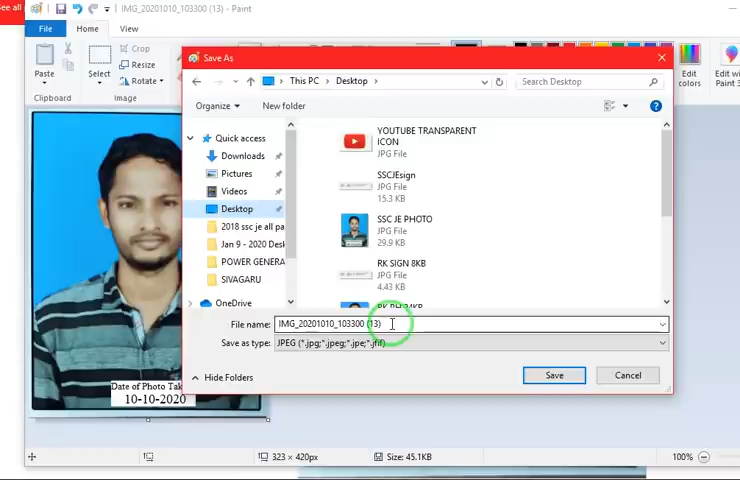 See all
IMG_20201010_103300 (13) - Paint
File
Home
View
Paste
Clipboard
Select
Crop
Resize
Rotate
Image
Edit
colors
Edit wi
Paint 3
Save As
This PC
Desktop
Search Desktop
Organize
New folder
Quick access
Downloads
Pictures
Videos
Desktop
2018 ssc je all pa
Jan 9 - 2020 Desk
POWER GENERA
SIVAGARU
OneDrive
YOUTUBE TRANSPARENT
ICON
JPG File
SSCJEsign
JPG File
15.3 KB
SSC JE PHOTO
JPG File
29.9 KB
RK SIGN 8KB
JPG File
4.43 KB
File name:
IMG_20201010_103300 (13)
Save as type:
JPEG (*.jpg;*.jpeg;*.jpe;*.jfif)
Hide Folders
Save
Cancel
Date of Photo Tak
10-10-2020
323 × 420px
Size: 45.1KB
100%